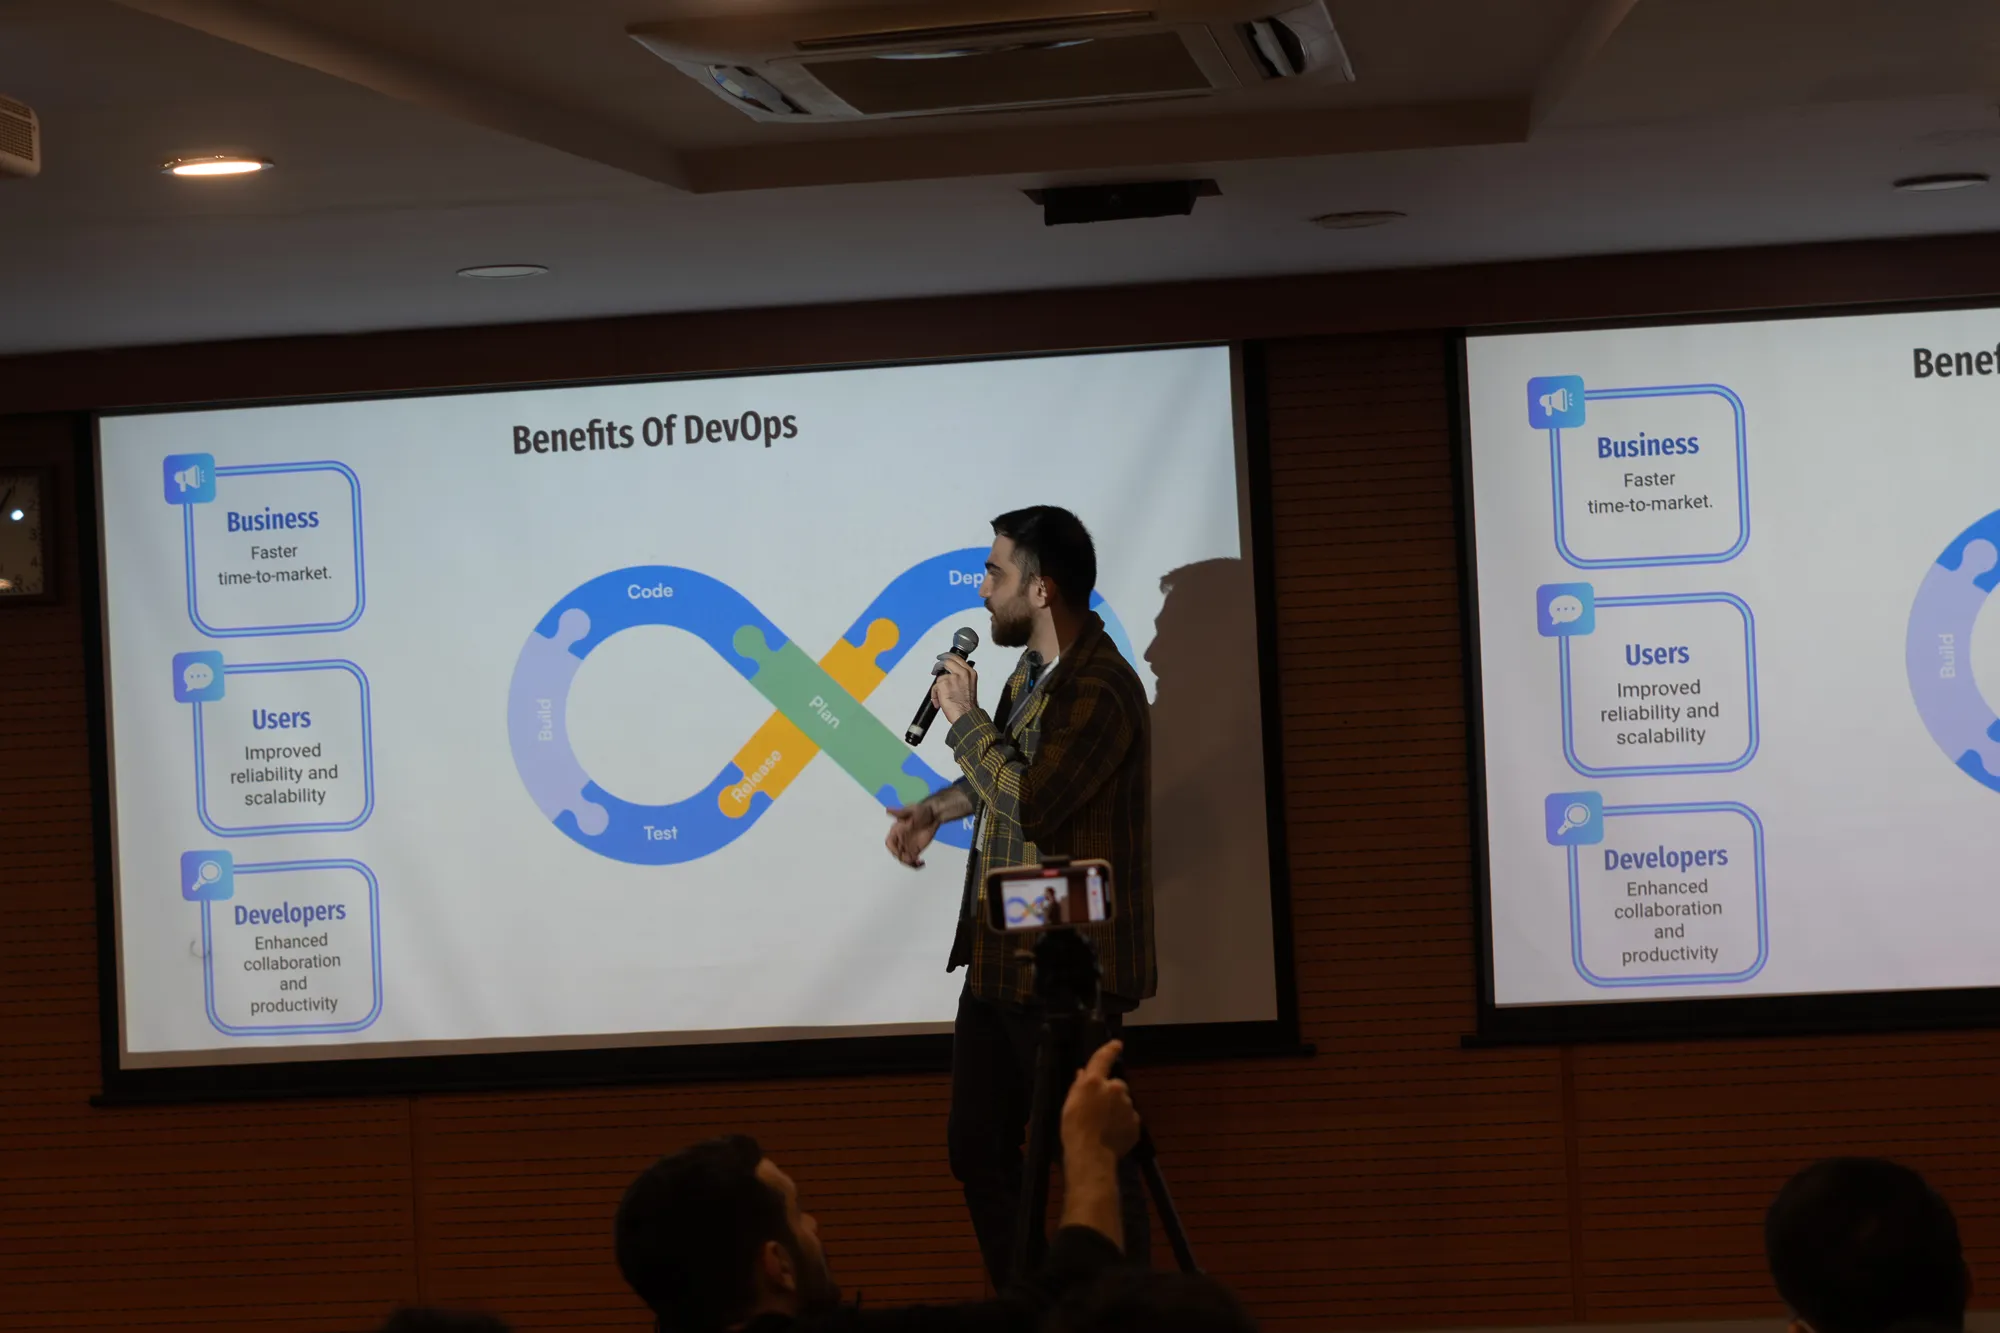 Benefits Of DevOps
Business
Faster
time-to-market.
Users
Improved
reliability and
scalability
Developers
Enhanced
collaboration
and
productivity
Code
Build
Test
Release
Plan
Dep
M
Benef
Business
Faster
time-to-market.
Users
Improved
reliability and
scalability
Developers
Enhanced
collaboration
and
productivity
Build